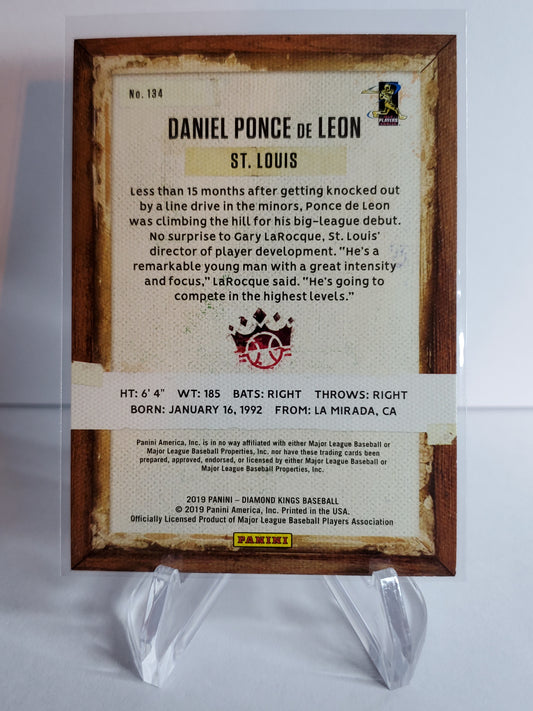 No. 134
PLAYERS
DANIEL PONCE DE LEON
ST. LOUIS
Less than 15 months after getting knocked out
by a line drive in the minors, Ponce de Leon
was climbing the hill for his big-league debut.
No surprise to Gary LaRocque, St. Louis'
director of player development. “He's a
remarkable young man with a great intensity
and focus,” LaRocque said. “He's going to
compete in the highest levels.”
HT: 6' 4" WT: 185 BATS: RIGHT THROWS: RIGHT
BORN: JANUARY 16, 1992 FROM: LA MIRADA, CA
Panini America, Inc. is in no way affiliated with either Major League Baseball or
Major League Baseball Properties, Inc. nor have these trading cards been
prepared, approved, endorsed, or licensed by either Major League Baseball or
Major League Baseball Properties, Inc.
2019 PANINI – DIAMOND KINGS BASEBALL
© 2019 Panini America, Inc. Printed in the USA.
Officially Licensed Product of Major League Baseball Players Association
PANINI